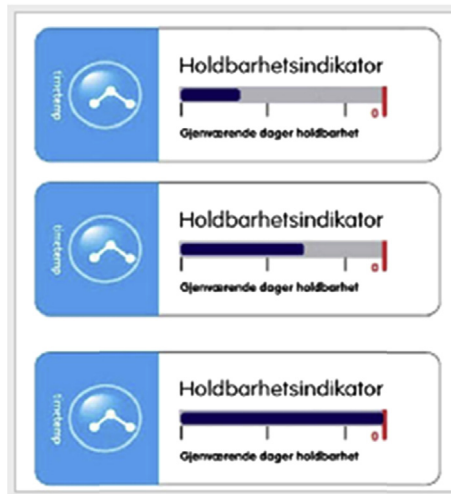 timetemp
Holdbarhetsindikator
0
Gjenværende dager holdbarhet
timetemp
Holdbarhetsindikator
0
Gjenværende dager holdbarhet
timetemp
Holdbarhetsindikator
0
Gjenværende dager holdbarhet